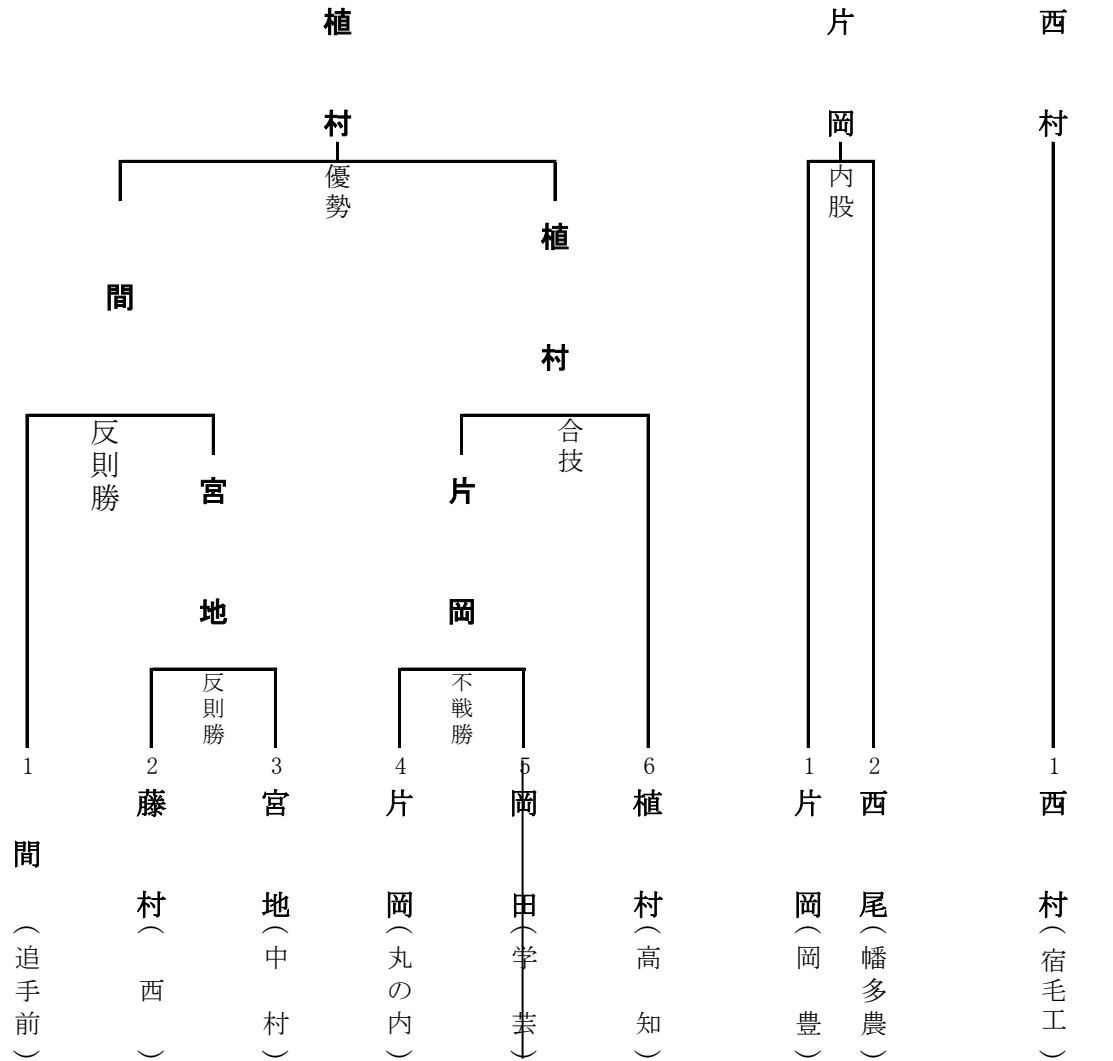 植村
片岡
西村
優勢
内股
間
植村
反則勝
合技
宮地
片岡
反則勝
不戦勝
1
2
3
4
5
6
1
2
1
間（追手前）
藤村（西）
宮地（中村）
片岡（丸の内）
岡田（学芸）
植村（高知）
片岡（岡豊）
西尾（幡多農）
西村（宿毛工）